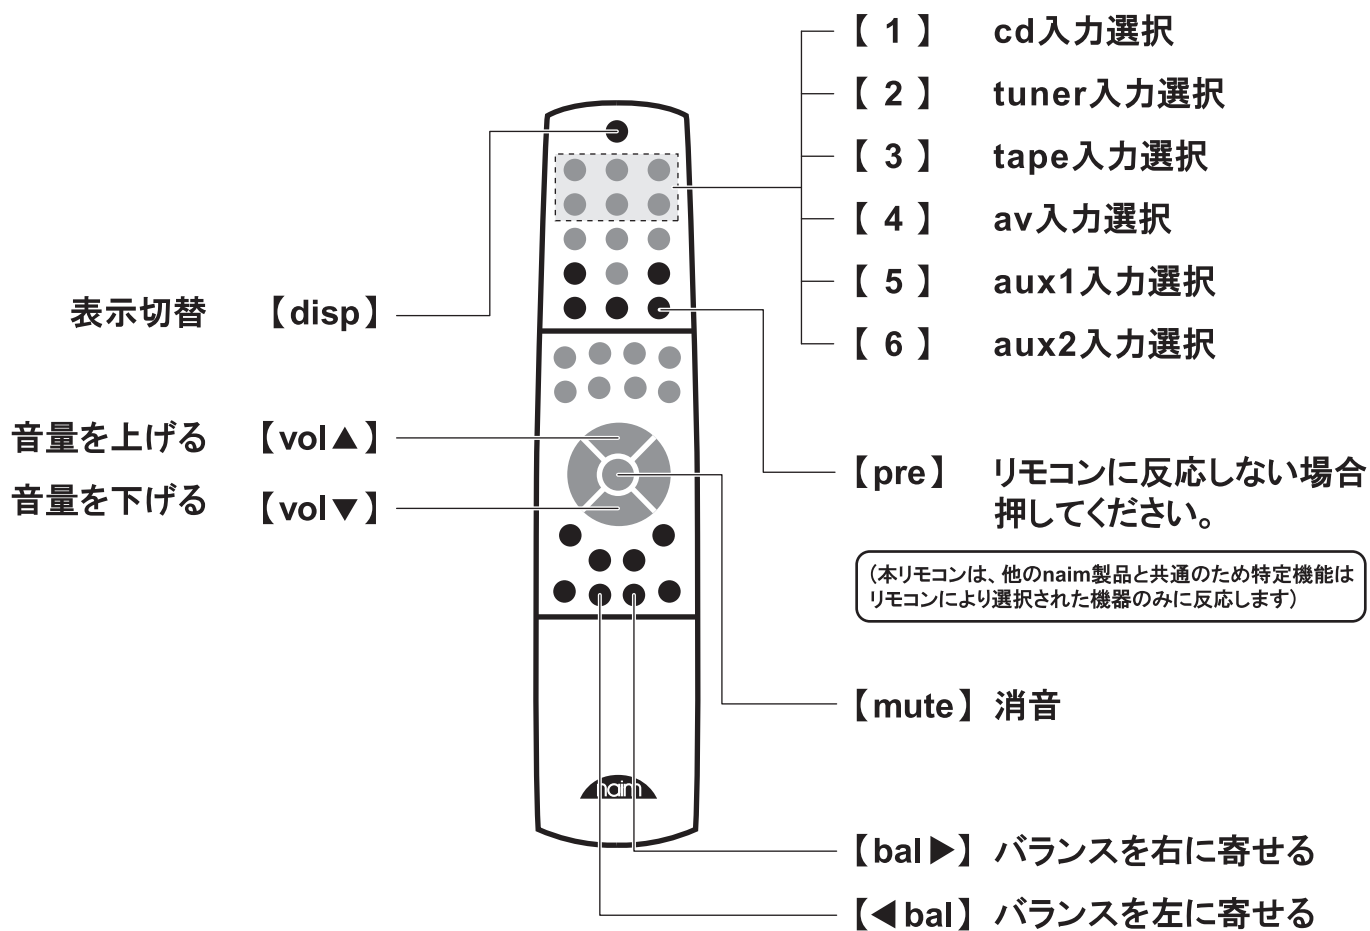 【 1 】 cd入力選択
【 2 】 tuner入力選択
【 3 】 tape入力選択
【 4 】 av入力選択
【 5 】 aux1入力選択
【 6 】 aux2入力選択
表示切替 【disp】
音量を上げる 【vol▲】
音量を下げる 【vol▼】
【pre】 リモコンに反応しない場合
押してください。
（本リモコンは、他のnaim製品と共通のため特定機能は
リモコンにより選択された機器のみに反応します）
【mute】 消音
naim
【bal▶】 バランスを右に寄せる
【◀bal】 バランスを左に寄せる